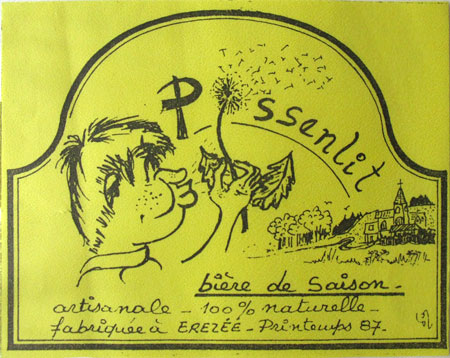 Pissenlit
bière de Saison.
artisanale - 100% naturelle -
fabriquée à EREZÉE - Printemps 87.